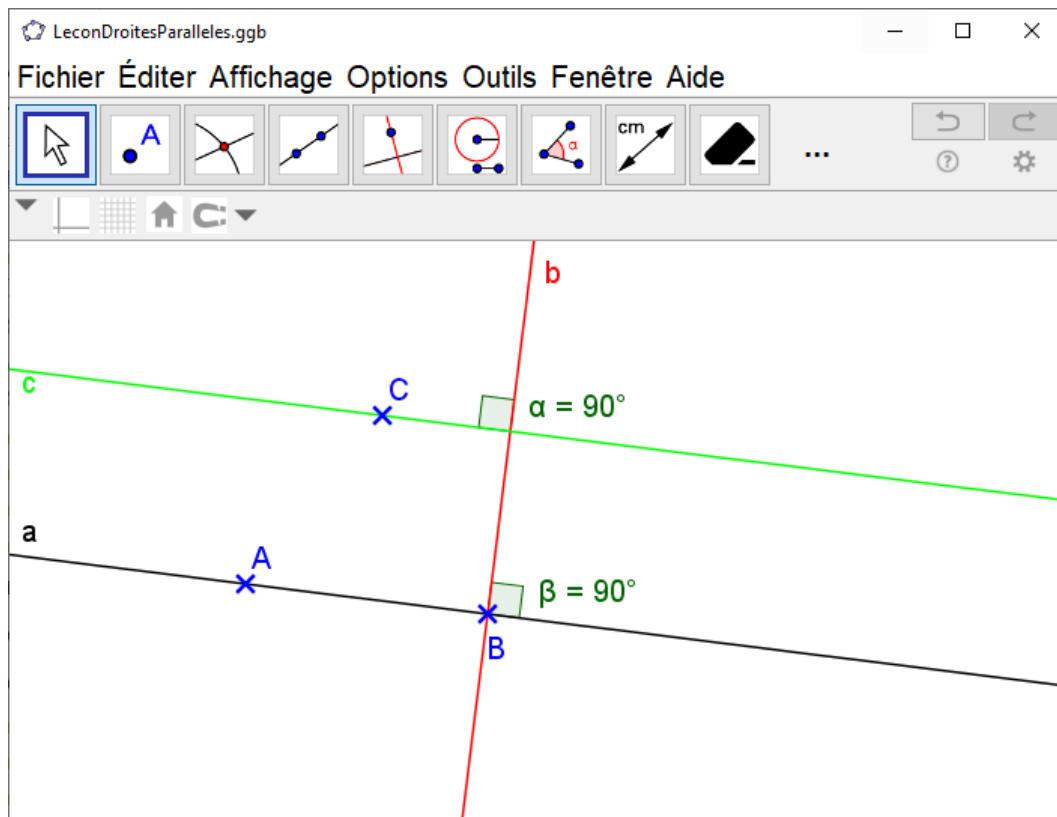 LeconDroitesParalleles.ggb
Fichier Éditer Affichage Options Outils Fenêtre Aide
A α cm ...
?
b
c
C
α = 90°
a
A
β = 90°
B